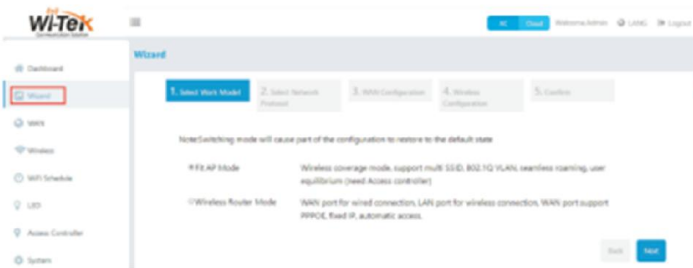 Wi-Tek
AC Cloud Welcome Admin LANG Logout
Wizard
Dashboard
Wizard
WAN
Wireless
WiFi Schedule
LED
Access Controller
System
1. Select Work Model
2. Select Network Protocol
3. WAN Configuration
4. Wireless Configuration
5. Confirm
Note:Switching mode will cause part of the configuration to restore to the default state
Fit AP Mode
Wireless coverage mode, support multi SSID, 802.1Q VLAN, seamless roaming, user
equilibrium (need Access controller)
Wireless Router Mode
WAN port for wired connection, LAN port for wireless connection, WAN port support
PPPOE, fixed IP, automatic access.
Back Next